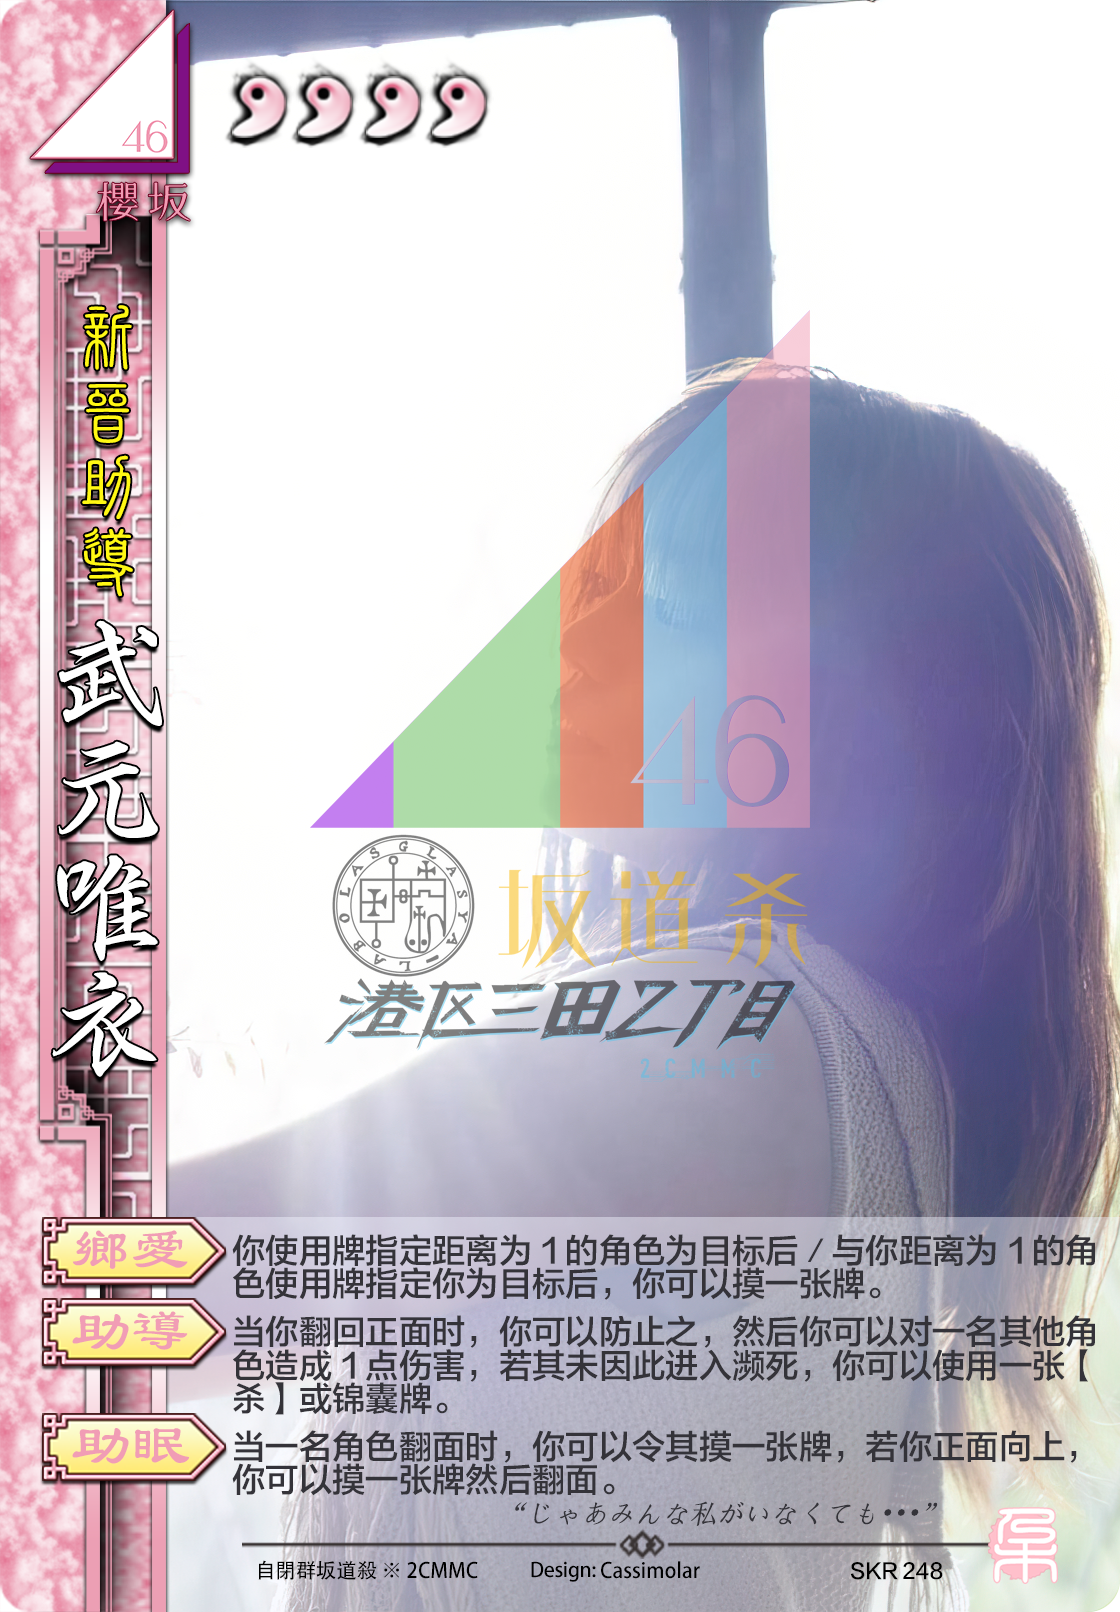 46
櫻坂
新晉助導
武元唯衣
46
GLASYA-LABOLAS
坂道杀
港区三田乙丁目
2.C.M.M.C
鄉愛
你使用牌指定距离为 1 的角色为目标后 / 与你距离为 1 的角
色使用牌指定你为目标后，你可以摸一张牌。
助導
当你翻回正面时，你可以防止之，然后你可以对一名其他角
色造成 1 点伤害，若其未因此进入濒死，你可以使用一张【
杀】或锦囊牌。
助眠
当一名角色翻面时，你可以令其摸一张牌，若你正面向上，
你可以摸一张牌然后翻面。
“じゃあみんな私がいなくても•••”
自閉群坂道殺 ※ 2CMMC Design: Cassimolar SKR 248